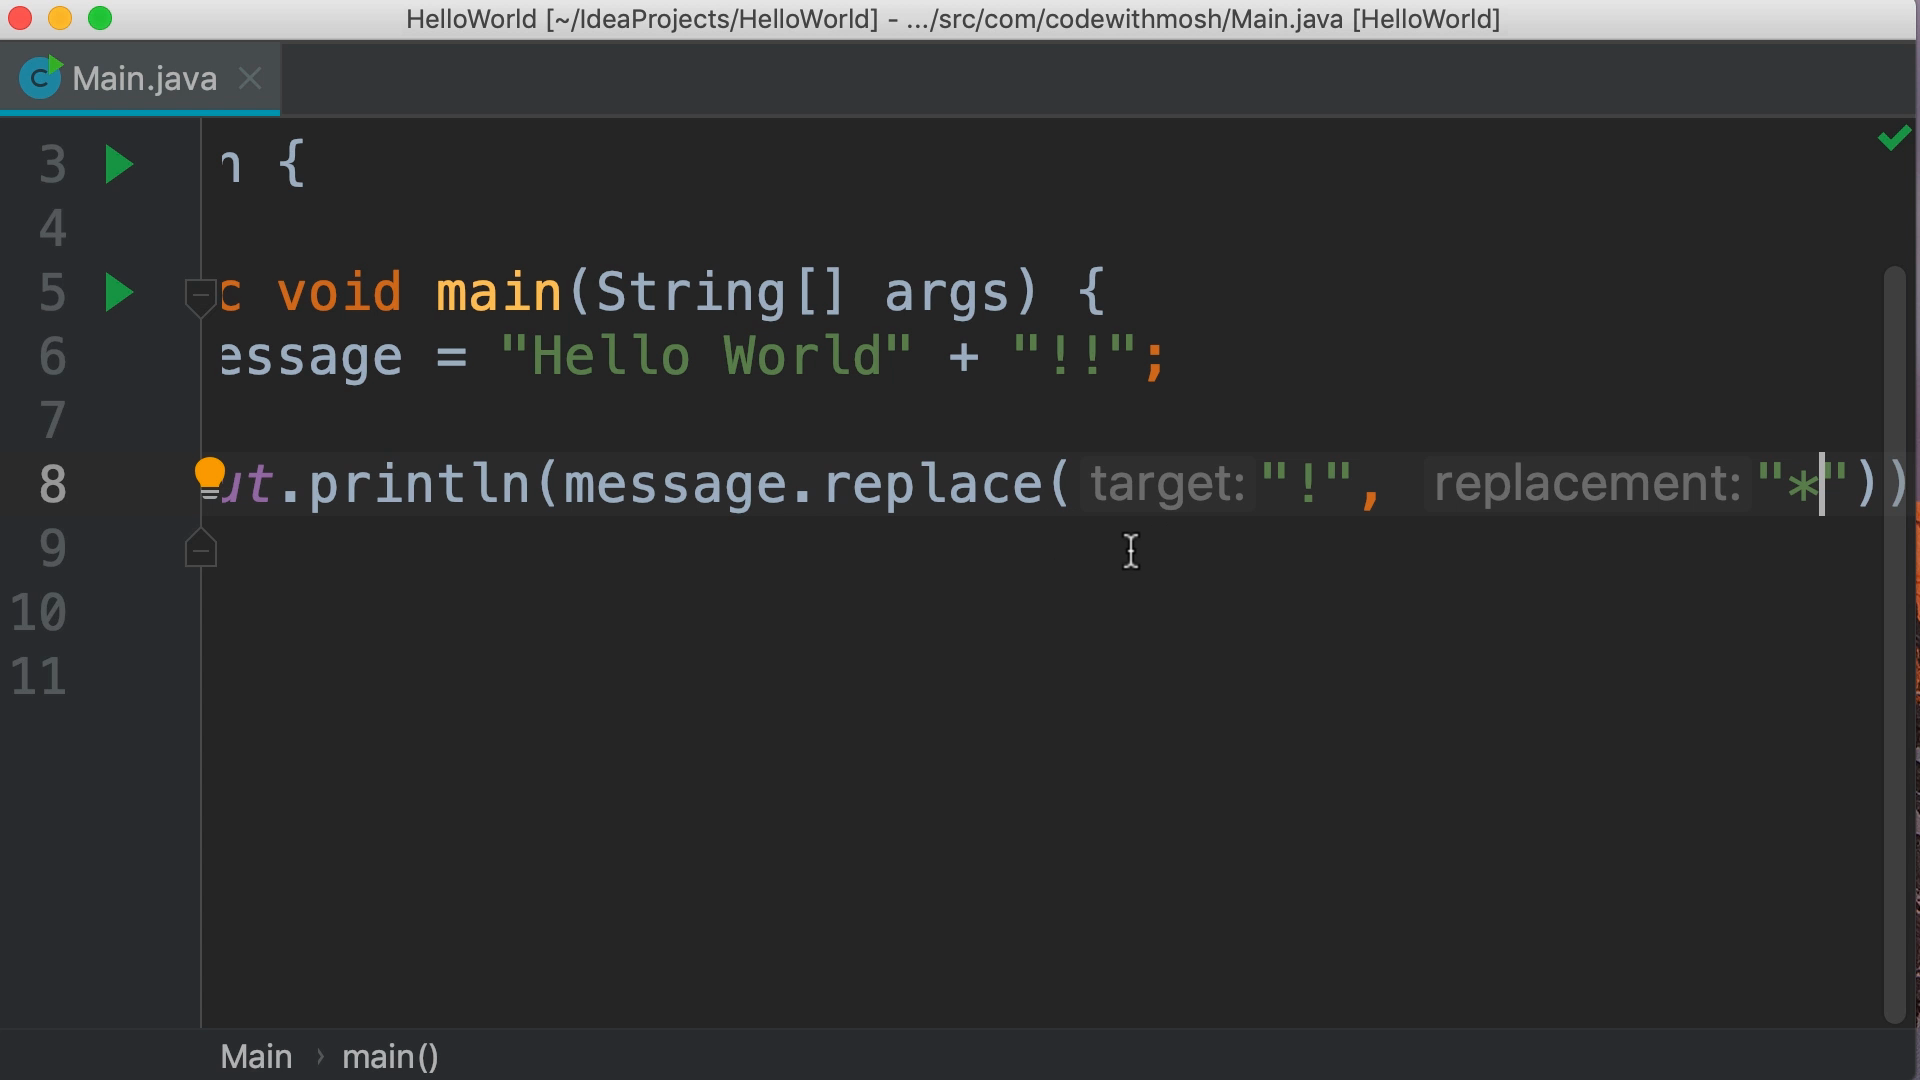 HelloWorld [~/IdeaProjects/HelloWorld] - .../src/com/codewithmosh/Main.java [HelloWorld]
Main.java
3 n {
4
5 c void main(String[] args) {
6 essage = "Hello World" + "!!";
7
8 ut.println(message.replace( target: "!", replacement: "*"))
9
10
11
Main › main()